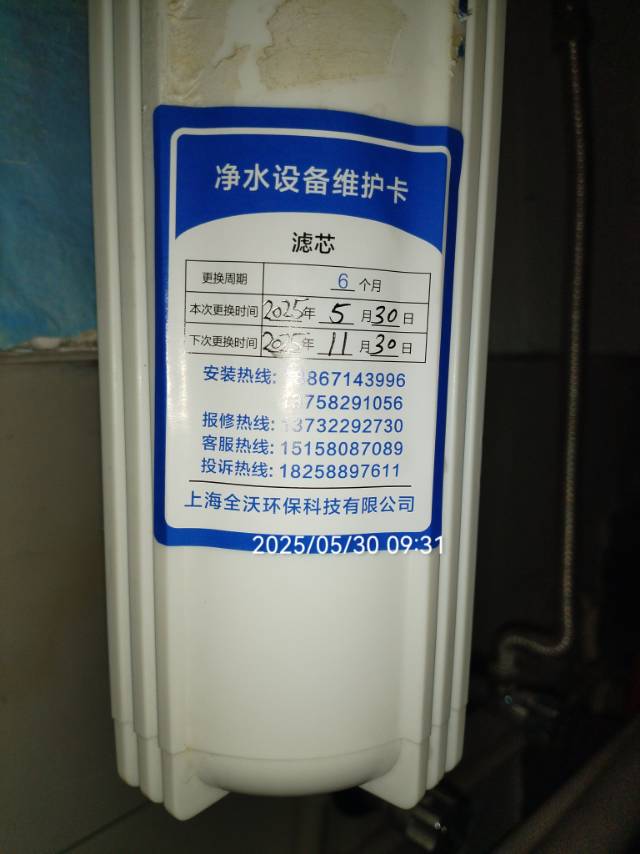 净水设备维护卡
滤芯
更换周期 6 个月
本次更换时间 2025年 5 月30日
下次更换时间 2025年 11 月30日
安装热线: 8867143996
758291056
报修热线: 13732292730
客服热线: 15158087089
投诉热线: 18258897611
上海全沃环保科技有限公司
2025/05/30 09:31